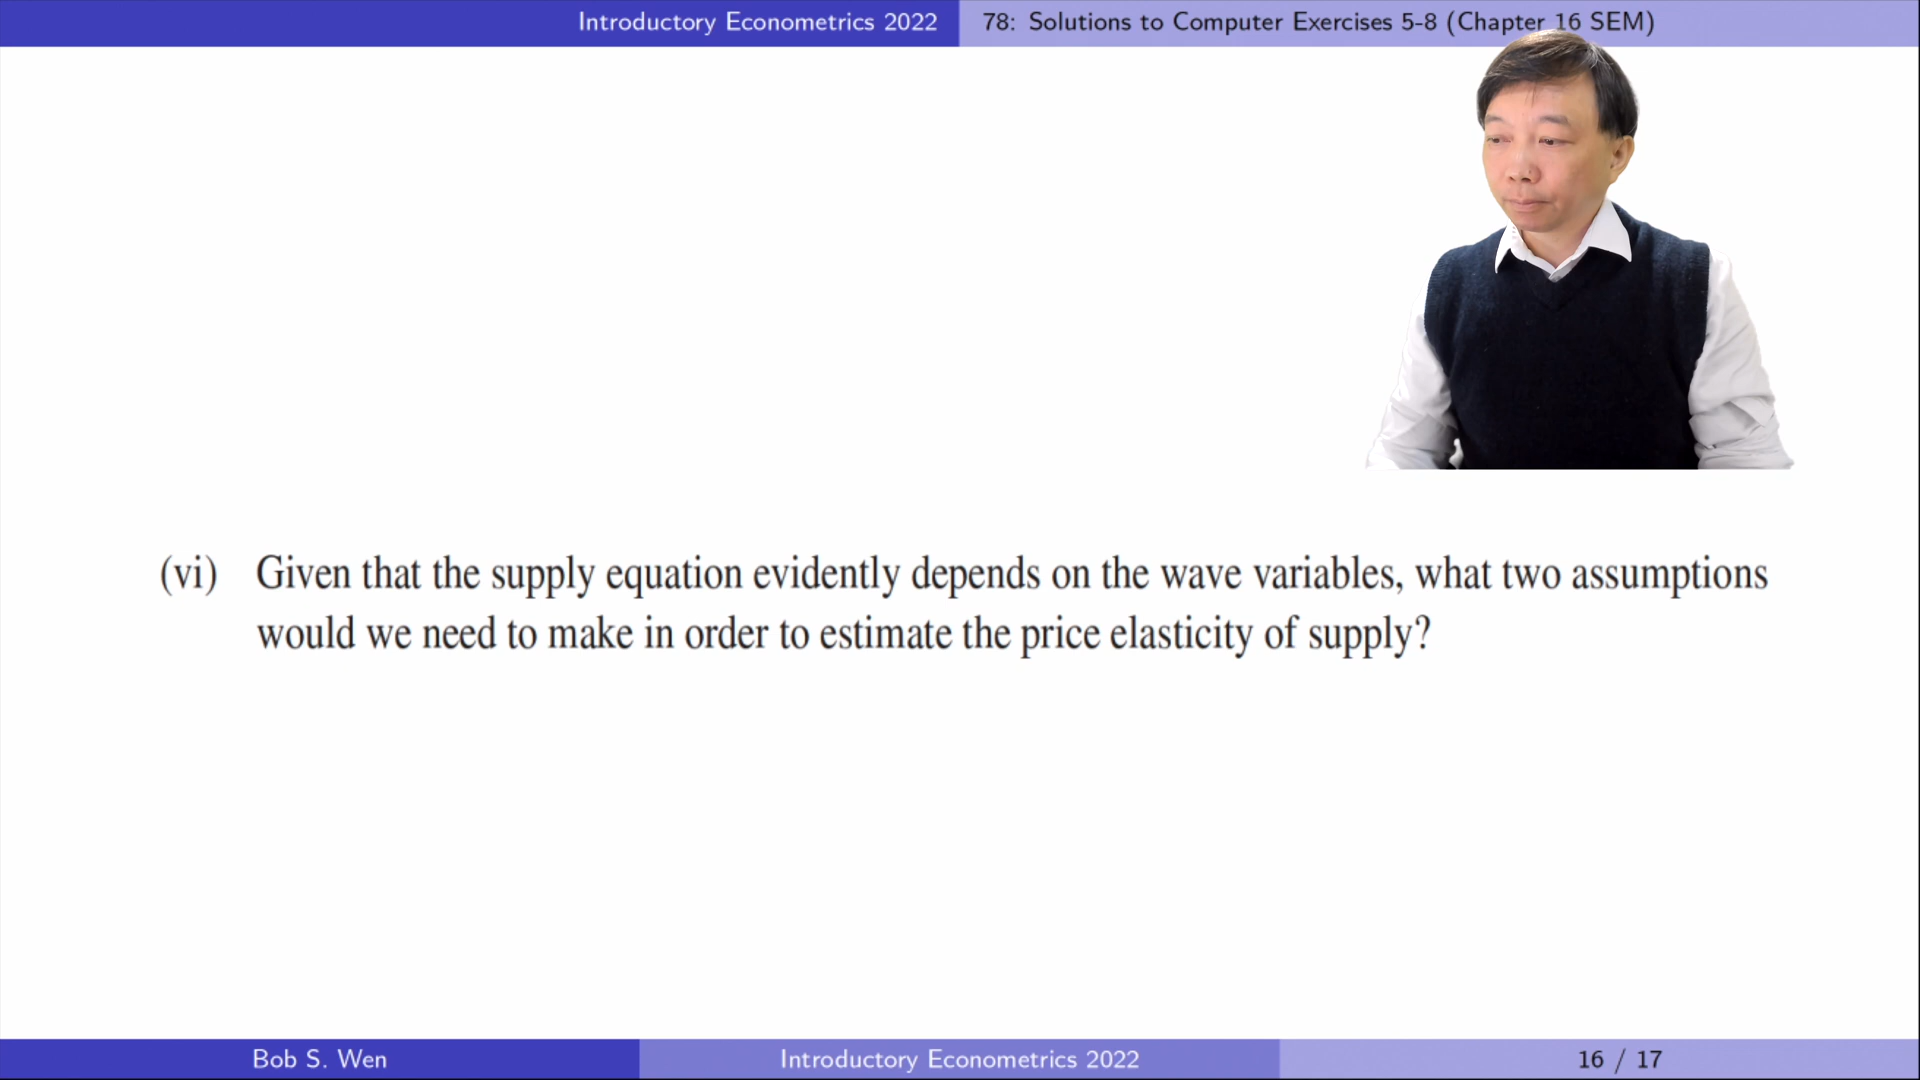 Introductory Econometrics 2022
78: Solutions to Computer Exercises 5-8 (Chapter 16 SEM)
(vi) Given that the supply equation evidently depends on the wave variables, what two assumptions
would we need to make in order to estimate the price elasticity of supply?
Bob S. Wen
Introductory Econometrics 2022
16 / 17